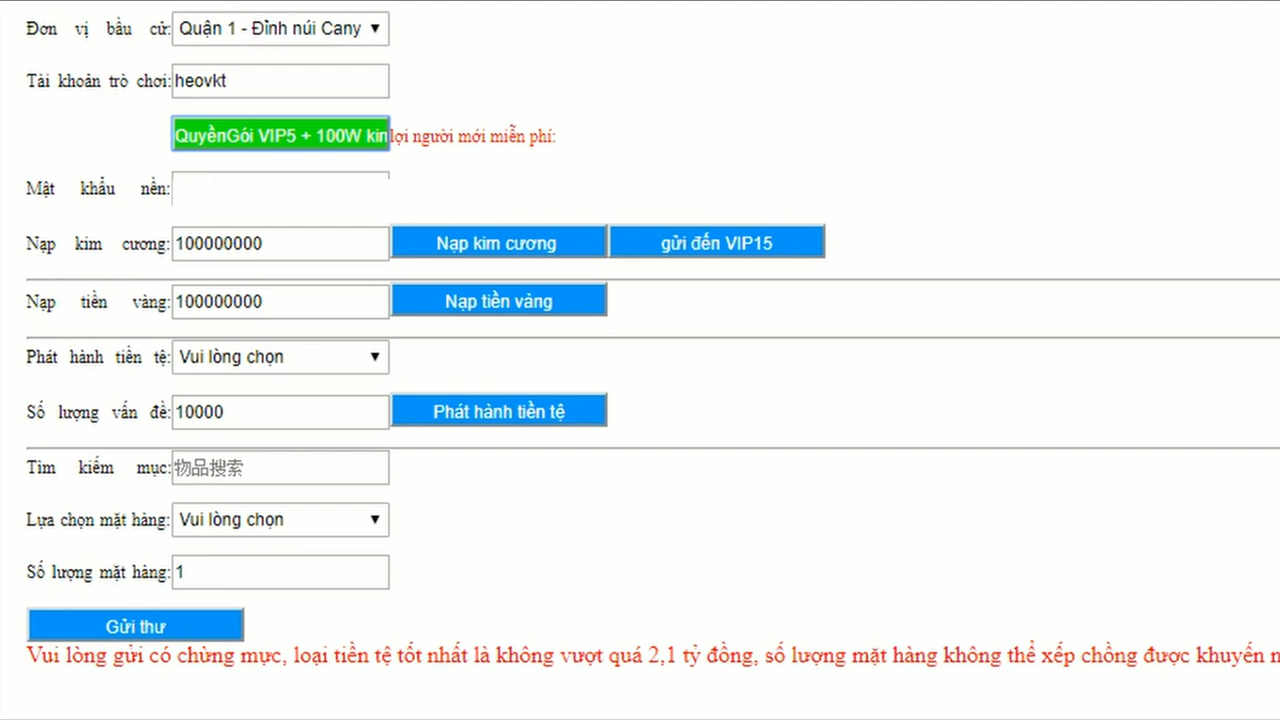 Đơn vị bầu cử: Quận 1 - Đỉnh núi Cany
Tài khoản trò chơi: heovkt
QuyềnGói VIP5 + 100W kin lợi người mới miễn phí:
Mật khẩu nền:
Nạp kim cương: 100000000 Nạp kim cương gửi đến VIP15
Nạp tiền vàng: 100000000 Nạp tiền vàng
Phát hành tiền tệ: Vui lòng chọn
Số lượng vấn đề: 10000 Phát hành tiền tệ
Tìm kiếm mục: 物品搜索
Lựa chọn mặt hàng: Vui lòng chọn
Số lượng mặt hàng: 1
Gửi thư
Vui lòng gửi có chừng mực, loại tiền tệ tốt nhất là không vượt quá 2,1 tỷ đồng, số lượng mặt hàng không thể xếp chồng được khuyến